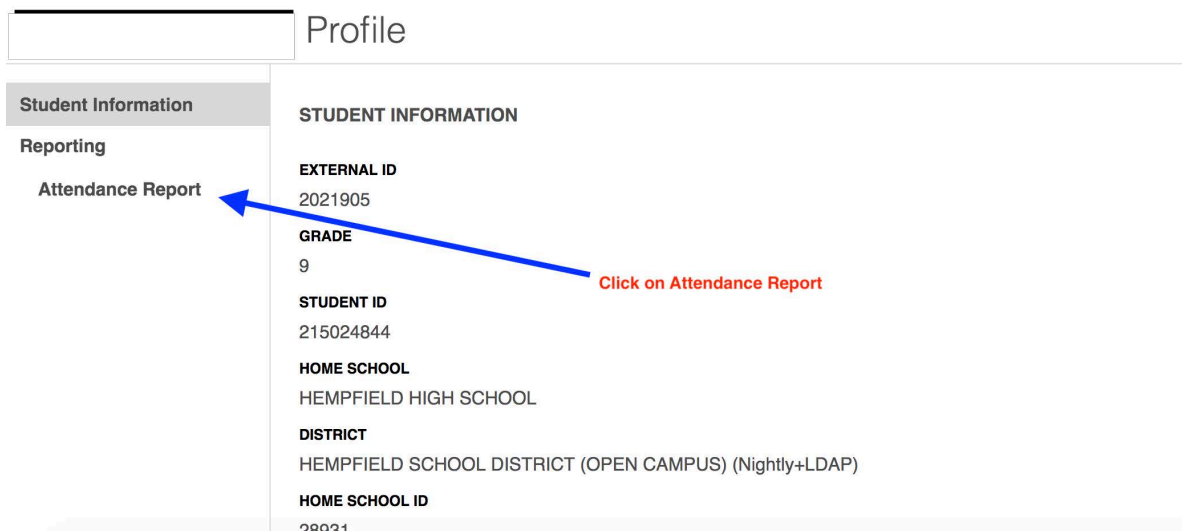 Profile
Student Information
Reporting
Attendance Report
STUDENT INFORMATION
EXTERNAL ID
2021905
GRADE
9
Click on Attendance Report
STUDENT ID
215024844
HOME SCHOOL
HEMPFIELD HIGH SCHOOL
DISTRICT
HEMPFIELD SCHOOL DISTRICT (OPEN CAMPUS) (Nightly+LDAP)
HOME SCHOOL ID
28931